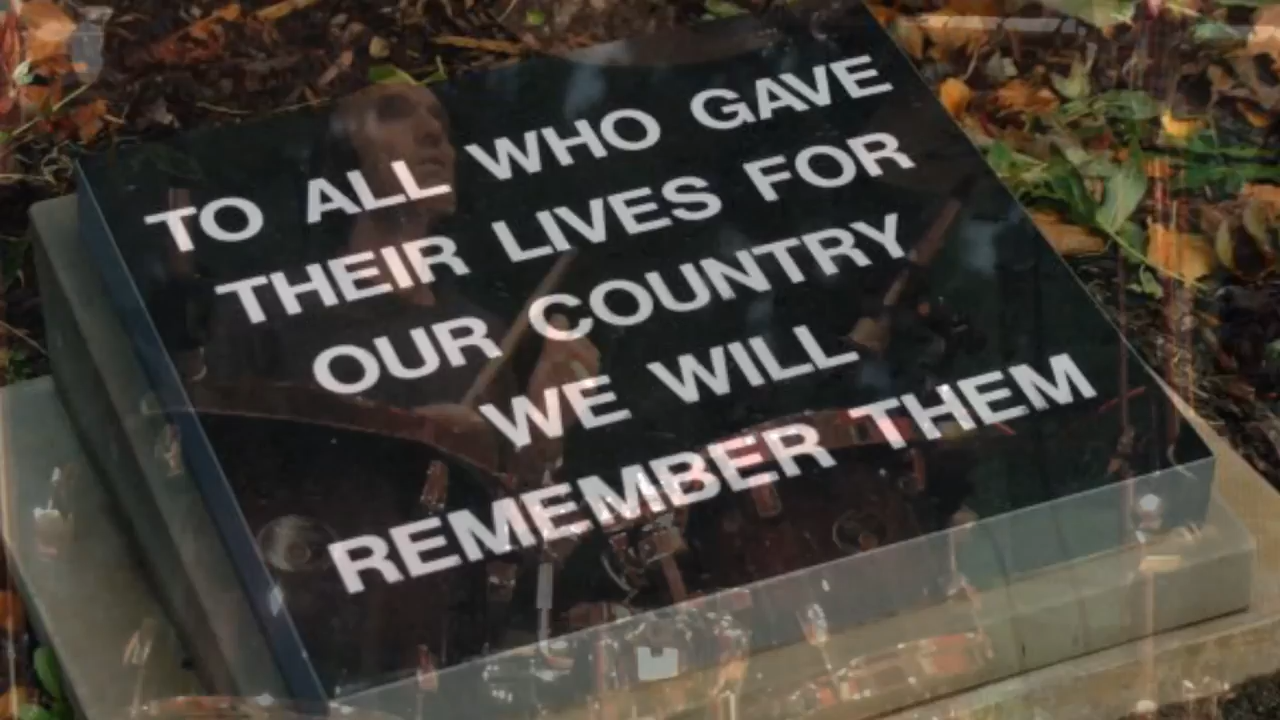 TO ALL WHO GAVE
THEIR LIVES FOR
OUR COUNTRY
WE WILL
REMEMBER THEM